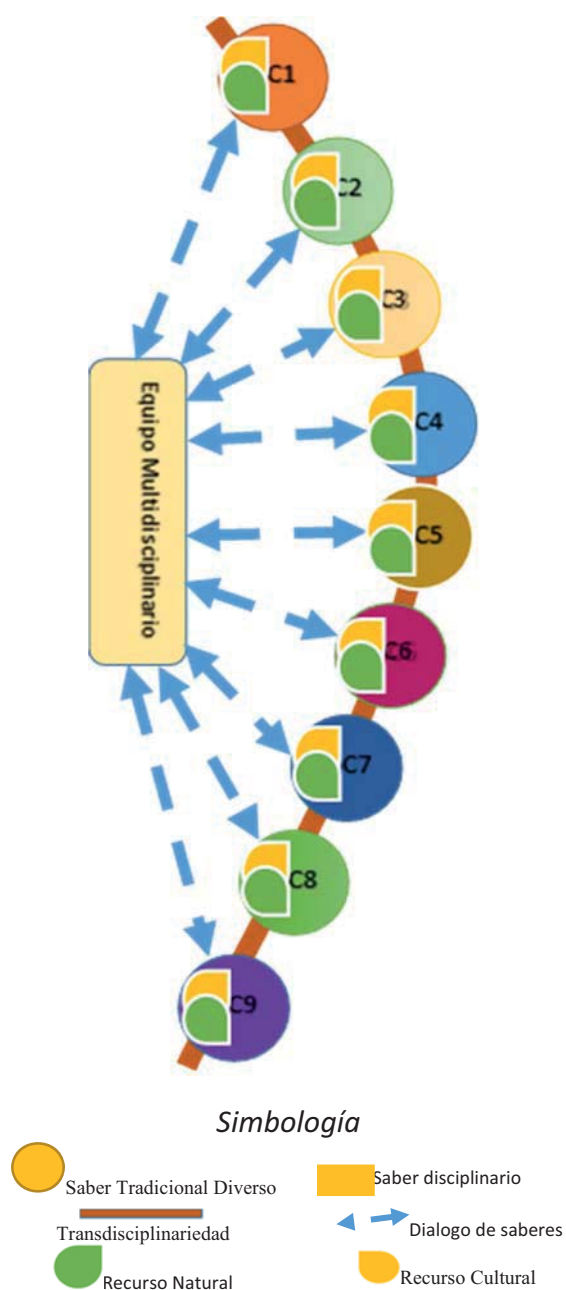 C1
C2
C3
C4
C5
C6
C7
C8
C9
Equipo Multidisciplinario
Simbología
Saber Tradicional Diverso
Saber disciplinario
Transdisciplinariedad
Dialogo de saberes
Recurso Natural
Recurso Cultural